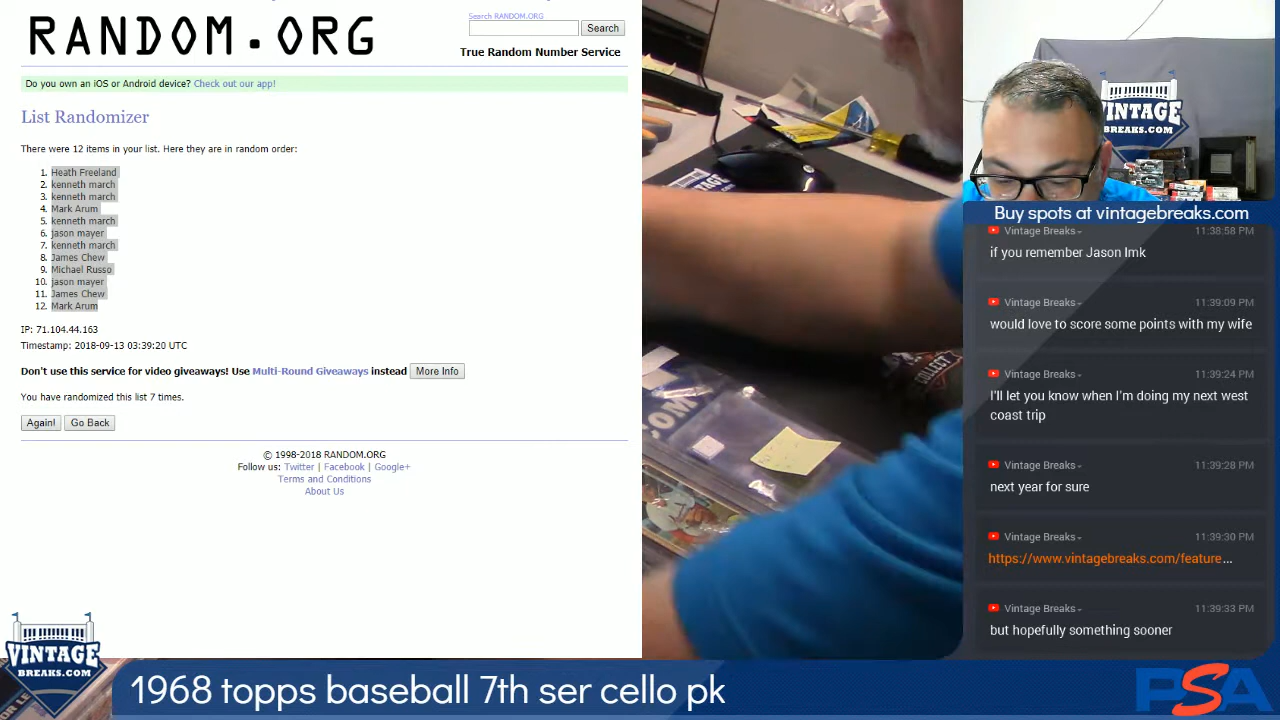 RANDOM.ORG
Search RANDOM.ORG
Search
True Random Number Service
Do you own an iOS or Android device? Check out our app!
List Randomizer
There were 12 items in your list. Here they are in random order:
1. Heath Freeland
2. kenneth march
3. kenneth march
4. Mark Arum
5. kenneth march
6. jason mayer
7. kenneth march
8. James Chew
9. Michael Russo
10. jason mayer
11. James Chew
12. Mark Arum
IP: 71.104.44.163
Timestamp: 2018-09-13 03:39:20 UTC
Don't use this service for video giveaways! Use Multi-Round Giveaways instead More Info
You have randomized this list 7 times.
Again! Go Back
© 1998-2018 RANDOM.ORG
Follow us: Twitter | Facebook | Google+
Terms and Conditions
About Us
COLLECT
VINTAGE
BREAKS.COM
Buy spots at vintagebreaks.com
Vintage Breaks 11:38:58 PM
if you remember Jason lmk
Vintage Breaks 11:39:09 PM
would love to score some points with my wife
Vintage Breaks 11:39:24 PM
I'll let you know when I'm doing my next west
coast trip
Vintage Breaks 11:39:28 PM
next year for sure
Vintage Breaks 11:39:30 PM
https://www.vintagebreaks.com/feature...
Vintage Breaks 11:39:33 PM
but hopefully something sooner
VINTAGE
BREAKS.COM
1968 topps baseball 7th ser cello pk
PSA